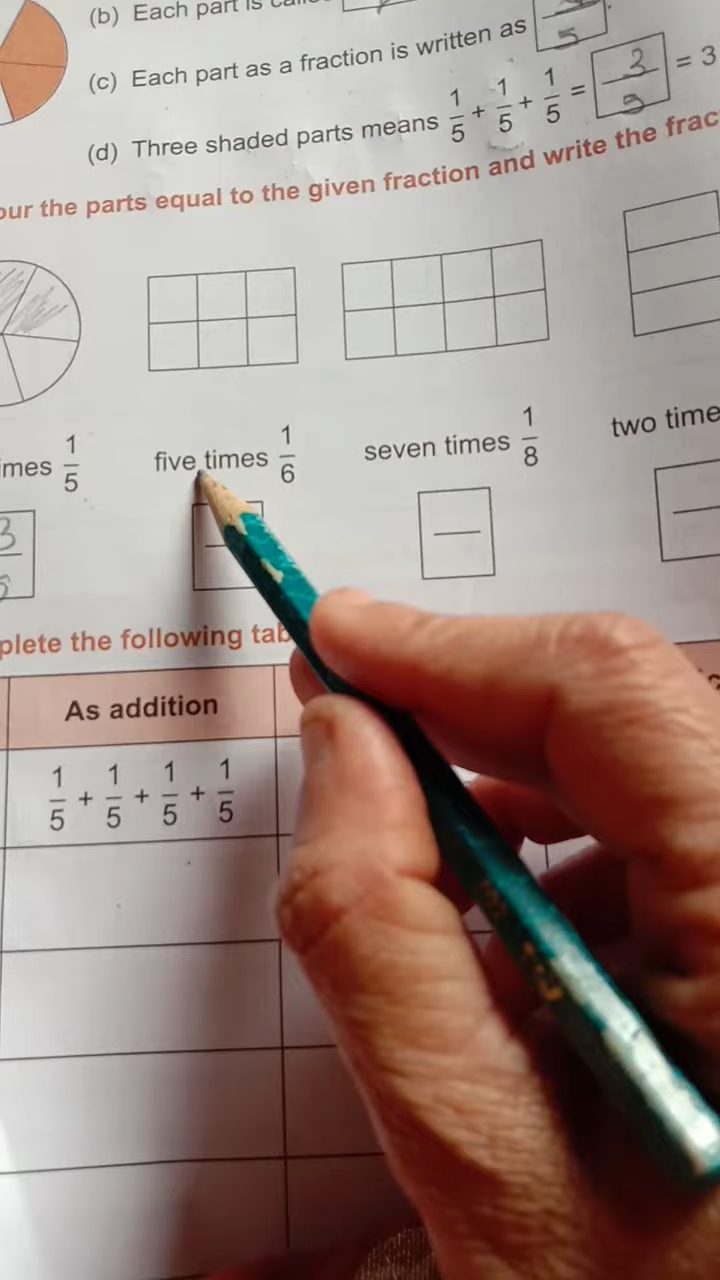 (b) Each part is
(c) Each part as a fraction is written as 5
(d) Three shaded parts means 1/5 + 1/5 + 1/5 = 3/5 = 3
our the parts equal to the given fraction and write the frac
imes 1/5 five times 1/6 seven times 1/8 two time
3/5
plete the following tab
As addition
1/5 + 1/5 + 1/5 + 1/5